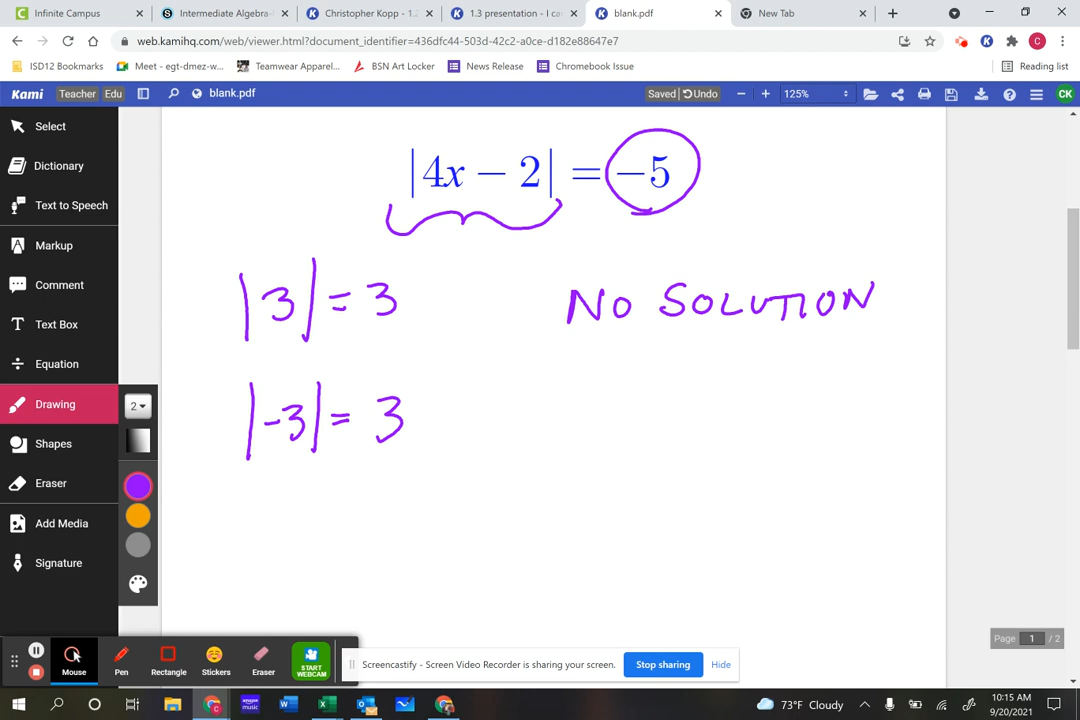 Infinite Campus
Intermediate Algebra-
Christopher Kopp - 1.2
1.3 presentation - I ca
blank.pdf
New Tab
web.kamihq.com/web/viewer.html?document_identifier=436dfc44-503d-42c2-a0ce-d182e88647e7
ISD12 Bookmarks
Meet - egt-dmez-w...
Teamwear Apparel...
BSN Art Locker
News Release
Chromebook Issue
Reading list
Kami Teacher Edu blank.pdf Saved Undo 125% CK
Select
Dictionary
Text to Speech
Markup
Comment
Text Box
Equation
Drawing
Shapes
Eraser
Add Media
Signature
2
|4x − 2| = −5
|3| = 3
NO SOLUTION
|-3| = 3
Page 1 / 2
Mouse Pen Rectangle Stickers Eraser START WEBCAM
Screencastify - Screen Video Recorder is sharing your screen. Stop sharing Hide
73°F Cloudy
10:15 AM
9/20/2021